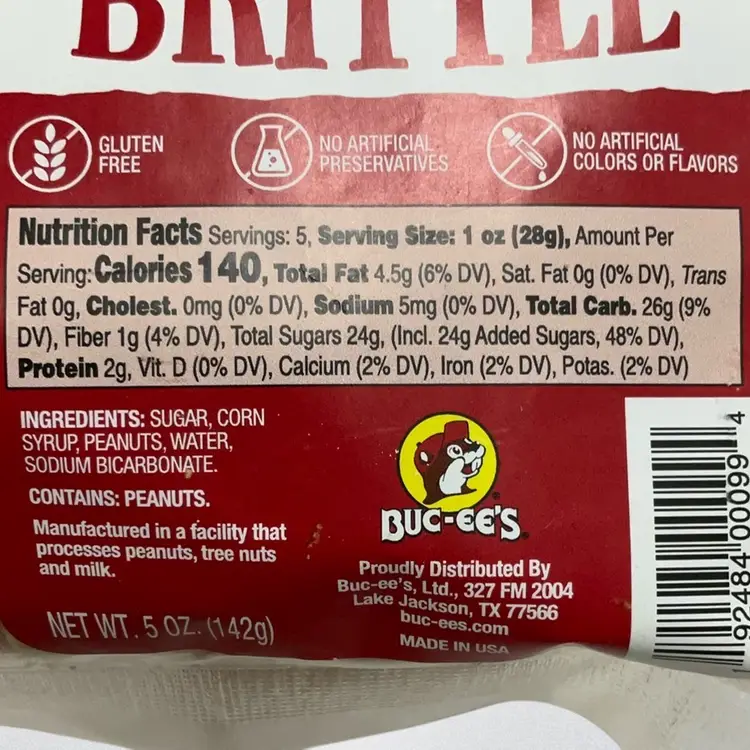 BRITTLE
GLUTEN
FREE
NO ARTIFICIAL
PRESERVATIVES
NO ARTIFICIAL
COLORS OR FLAVORS
Nutrition Facts Servings: 5, Serving Size: 1 oz (28g), Amount Per
Serving: Calories 140, Total Fat 4.5g (6% DV), Sat. Fat 0g (0% DV), Trans
Fat 0g, Cholest. 0mg (0% DV), Sodium 5mg (0% DV), Total Carb. 26g (9%
DV), Fiber 1g (4% DV), Total Sugars 24g, (Incl. 24g Added Sugars, 48% DV),
Protein 2g, Vit. D (0% DV), Calcium (2% DV), Iron (2% DV), Potas. (2% DV)
INGREDIENTS: SUGAR, CORN
SYRUP, PEANUTS, WATER,
SODIUM BICARBONATE.
CONTAINS: PEANUTS.
Manufactured in a facility that
processes peanuts, tree nuts
and milk.
NET WT. 5 OZ. (142g)
BUC-EE'S
Proudly Distributed By
Buc-ee's, Ltd., 327 FM 2004
Lake Jackson, TX 77566
buc-ees.com
MADE IN USA
1 92484 00099 4